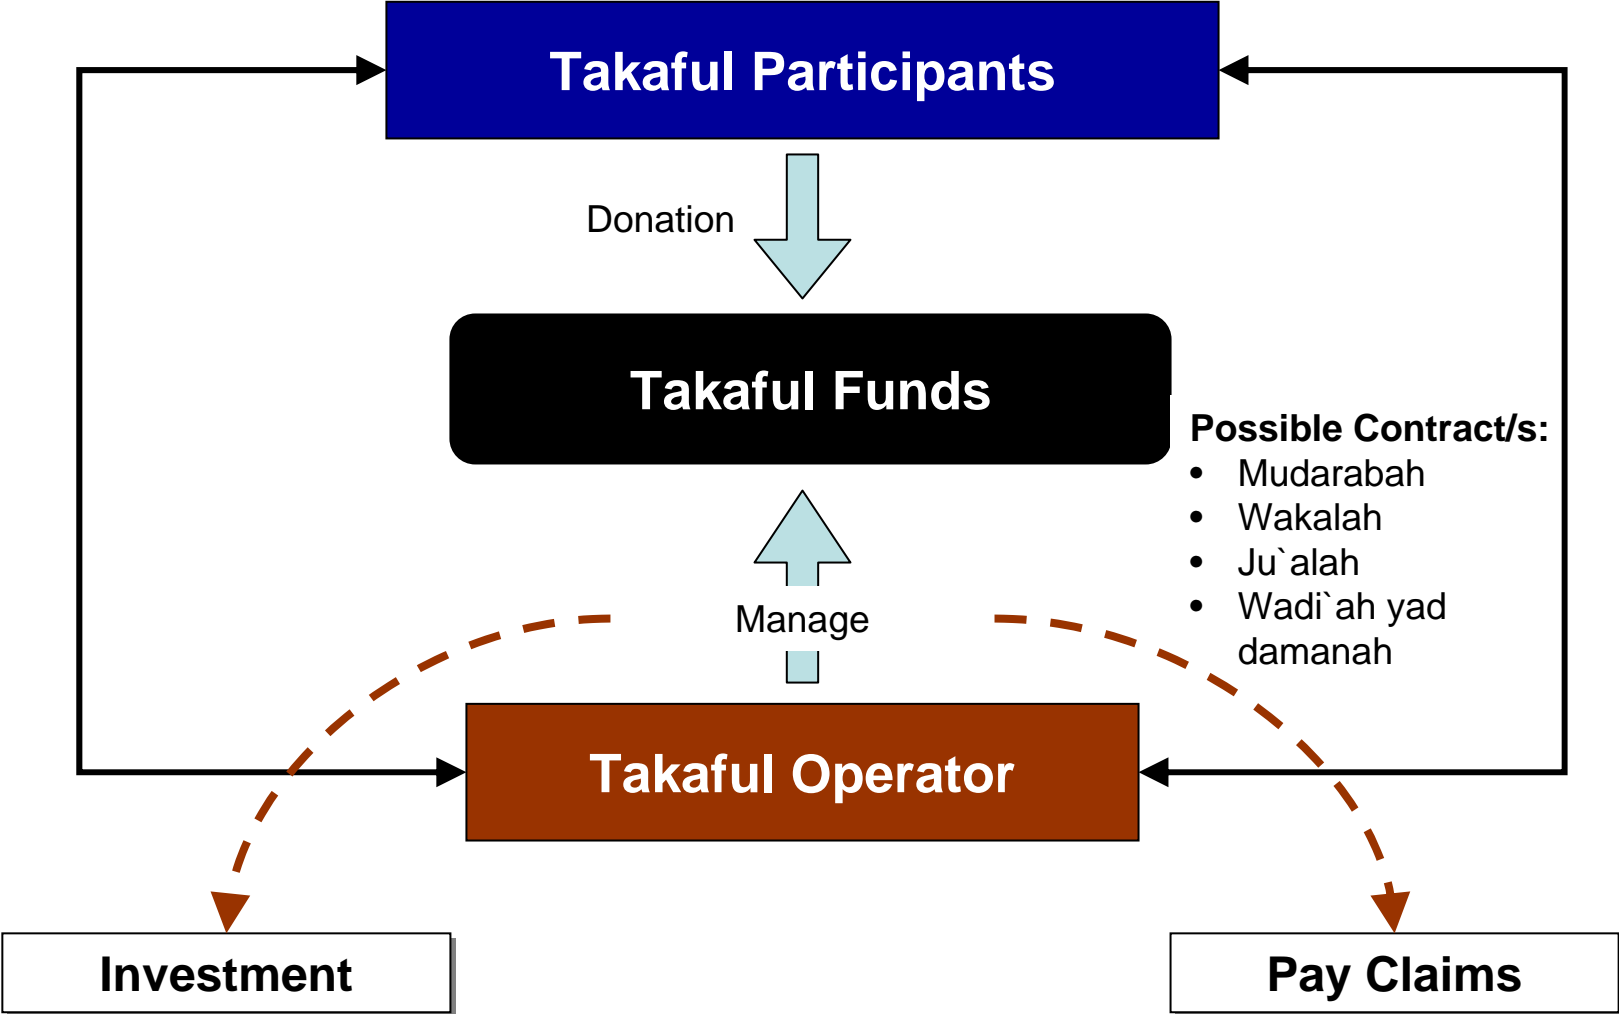 Takaful Participants
Donation
Takaful Funds
Possible Contract/s:
• Mudarabah
• Wakalah
• Ju`alah
• Wadi`ah yad
damanah
Manage
Takaful Operator
Investment
Pay Claims